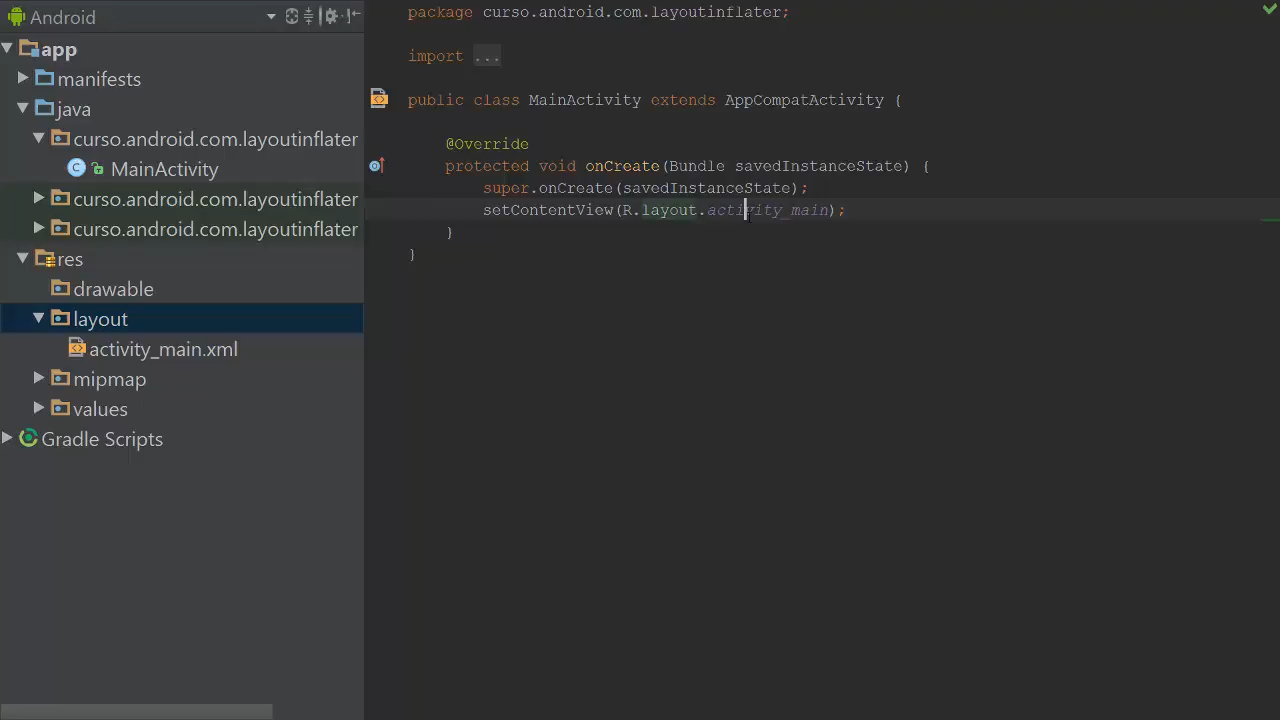 Android
app
manifests
java
curso.android.com.layoutinflater
MainActivity
curso.android.com.layoutinflater
curso.android.com.layoutinflater
res
drawable
layout
activity_main.xml
mipmap
values
Gradle Scripts
package curso.android.com.layoutinflater;
import ...
public class MainActivity extends AppCompatActivity {
@Override
protected void onCreate(Bundle savedInstanceState) {
super.onCreate(savedInstanceState);
setContentView(R.layout.activity_main);
}
}